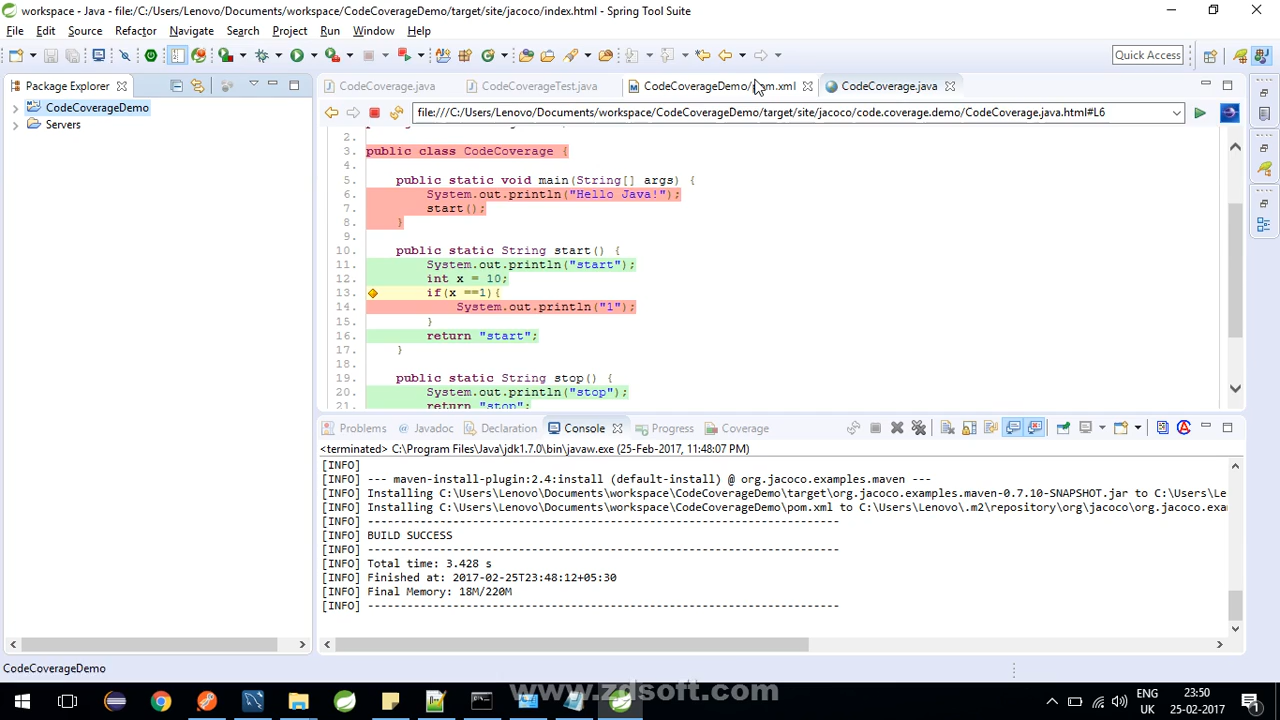 workspace - Java - file:/C:/Users/Lenovo/Documents/workspace/CodeCoverageDemo/target/site/jacoco/index.html - Spring Tool Suite
File Edit Source Refactor Navigate Search Project Run Window Help
Quick Access
Package Explorer
CodeCoverage.java
CodeCoverageTest.java
CodeCoverageDemo/pom.xml
CodeCoverage.java
CodeCoverageDemo
Servers
file:///C:/Users/Lenovo/Documents/workspace/CodeCoverageDemo/target/site/jacoco/code.coverage.demo/CodeCoverage.java.html#L6
2.
3. public class CodeCoverage {
4.
5. public static void main(String[] args) {
6. System.out.println("Hello Java!");
7. start();
8. }
9.
10. public static String start() {
11. System.out.println("start");
12. int x = 10;
13. if(x ==1){
14. System.out.println("1");
15. }
16. return "start";
17. }
18.
19. public static String stop() {
20. System.out.println("stop");
21. return "stop";
Problems Javadoc Declaration Console Progress Coverage
<terminated> C:\Program Files\Java\jdk1.7.0\bin\javaw.exe (25-Feb-2017, 11:48:07 PM)
[INFO]
[INFO] --- maven-install-plugin:2.4:install (default-install) @ org.jacoco.examples.maven ---
[INFO] Installing C:\Users\Lenovo\Documents\workspace\CodeCoverageDemo\target\org.jacoco.examples.maven-0.7.10-SNAPSHOT.jar to C:\Users\Le
[INFO] Installing C:\Users\Lenovo\Documents\workspace\CodeCoverageDemo\pom.xml to C:\Users\Lenovo\.m2\repository\org\jacoco\org.jacoco.exa
[INFO] ------------------------------------------------------------------------
[INFO] BUILD SUCCESS
[INFO] ------------------------------------------------------------------------
[INFO] Total time: 3.428 s
[INFO] Finished at: 2017-02-25T23:48:12+05:30
[INFO] Final Memory: 18M/220M
[INFO] ------------------------------------------------------------------------
CodeCoverageDemo
www.zdsoft.com
ENG
UK
23:50
25-02-2017
1